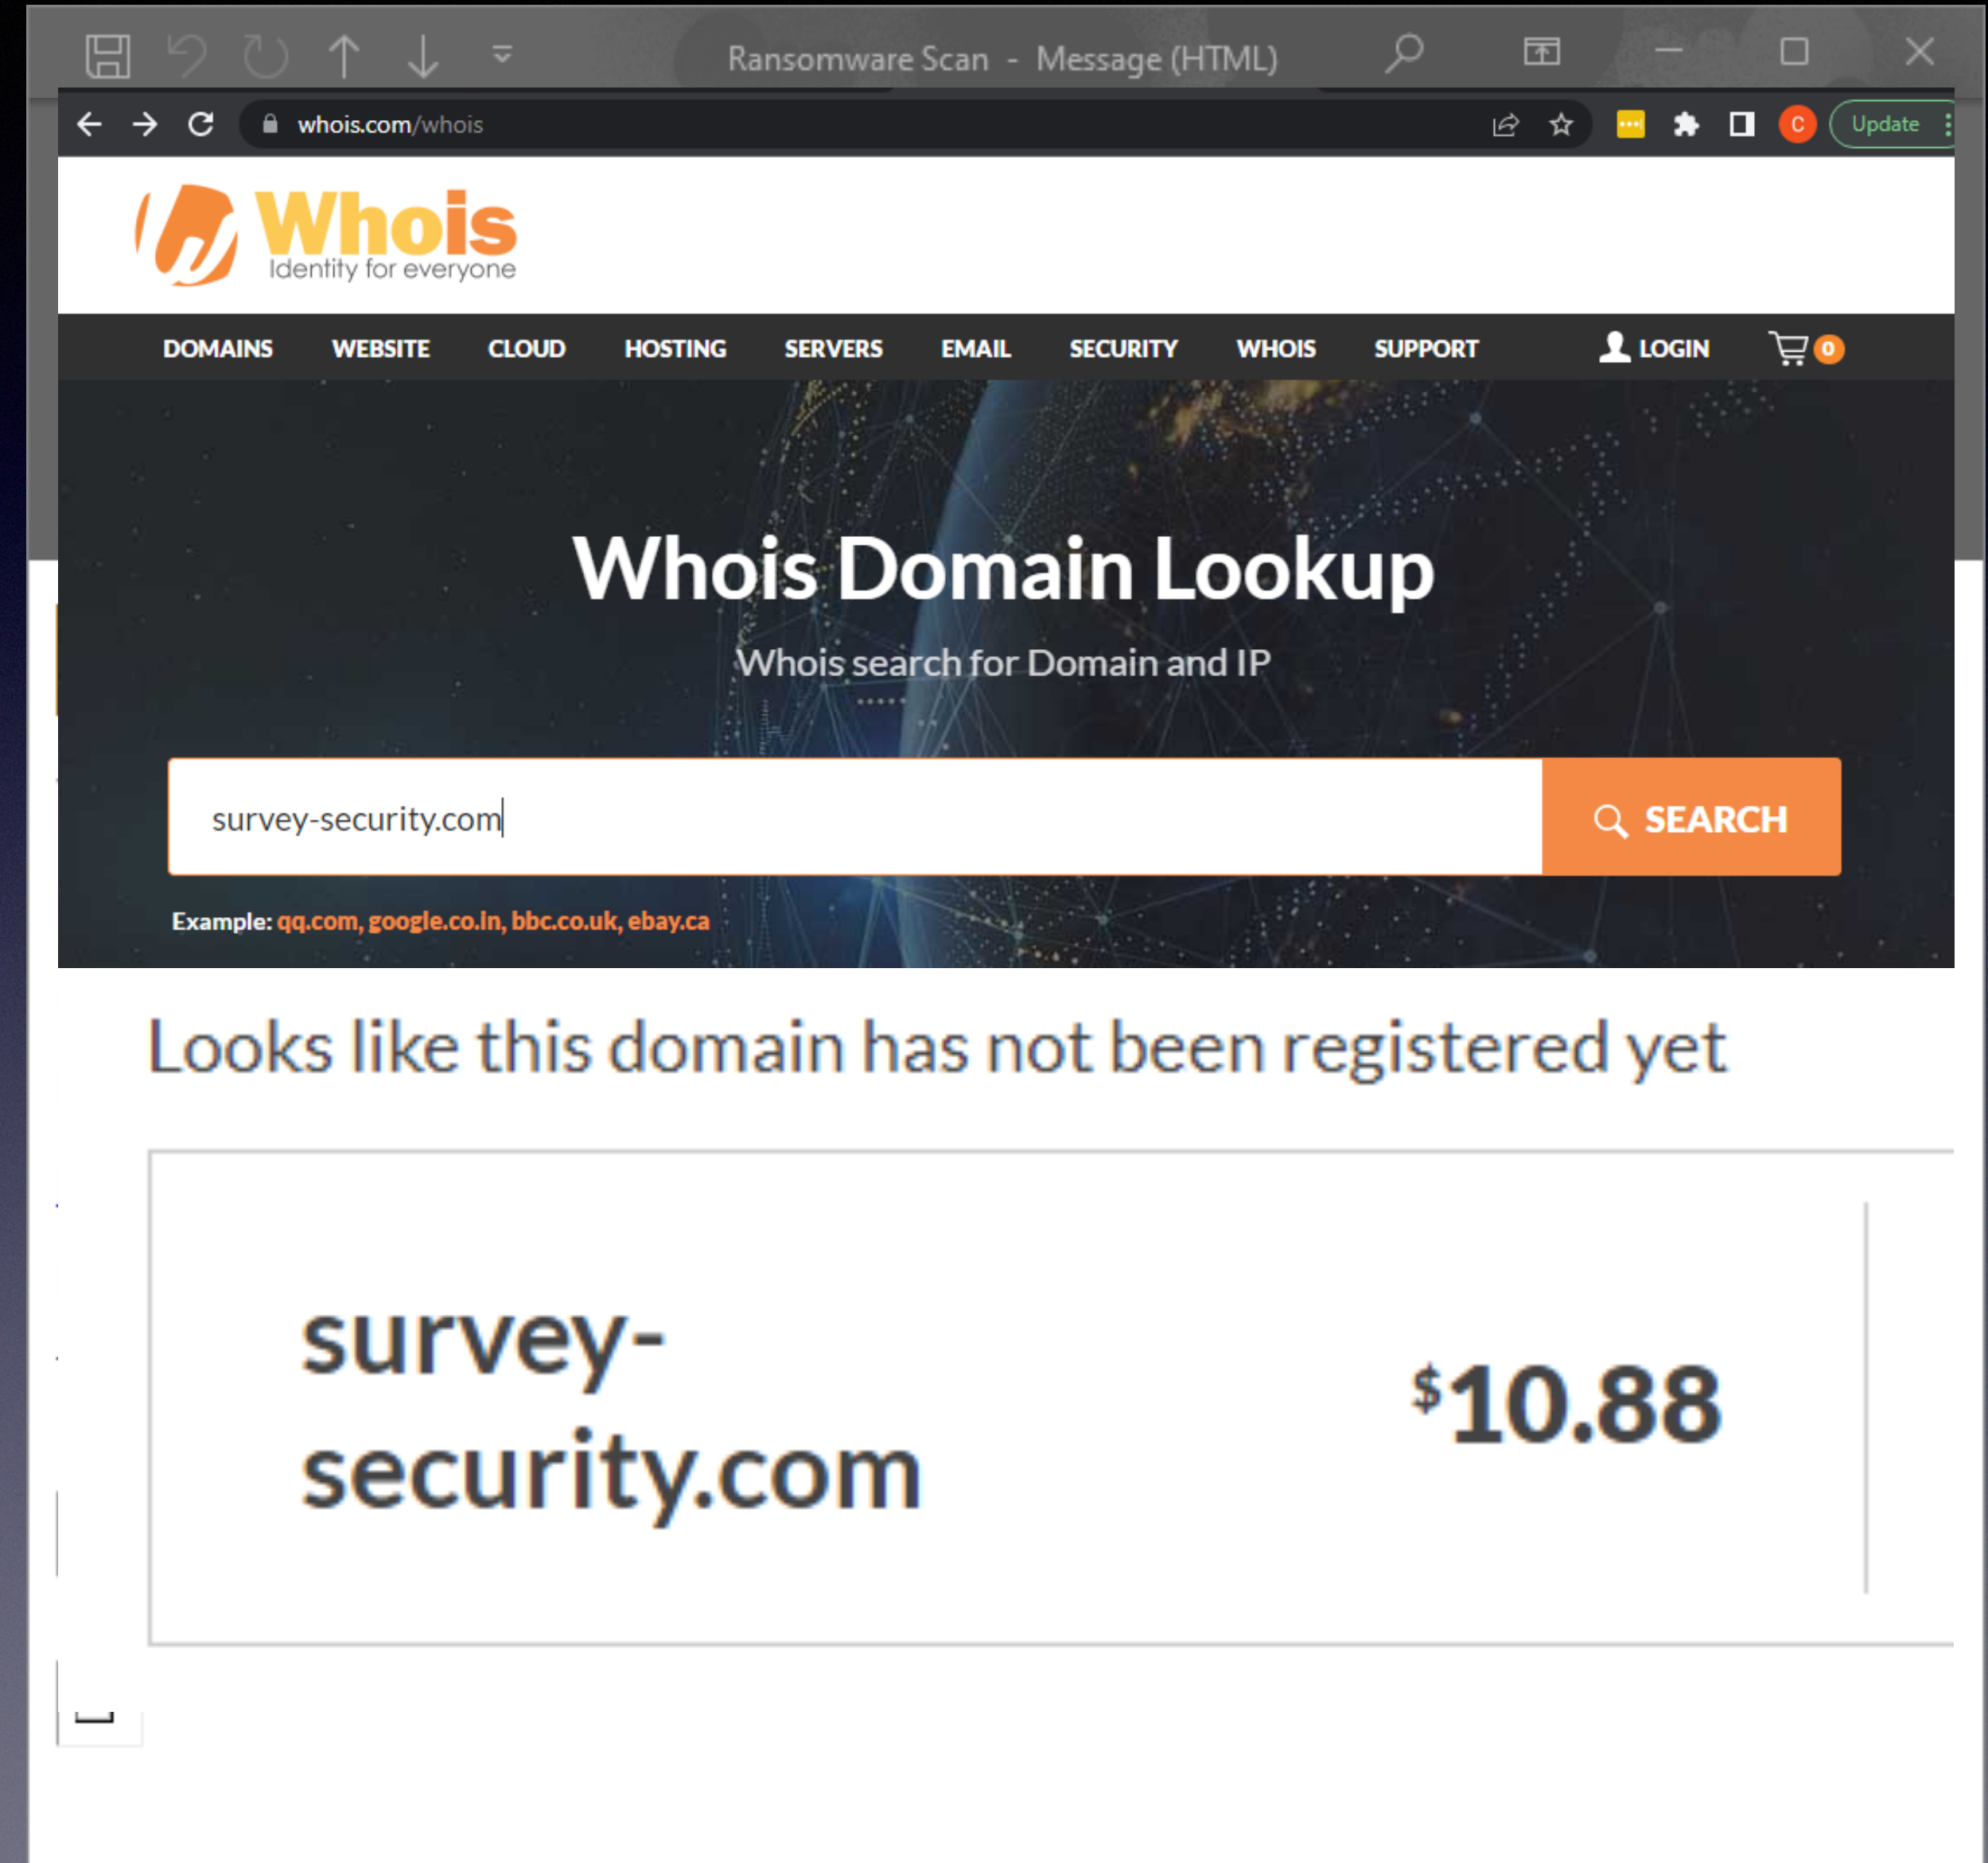 Ransomware Scan - Message (HTML)
whois.com/whois
C
Update
Whois
Identity for everyone
DOMAINS WEBSITE CLOUD HOSTING SERVERS EMAIL SECURITY WHOIS SUPPORT LOGIN 0
Whois Domain Lookup
Whois search for Domain and IP
survey-security.com
SEARCH
Example: qq.com, google.co.in, bbc.co.uk, ebay.ca
Looks like this domain has not been registered yet
survey-
security.com
$10.88